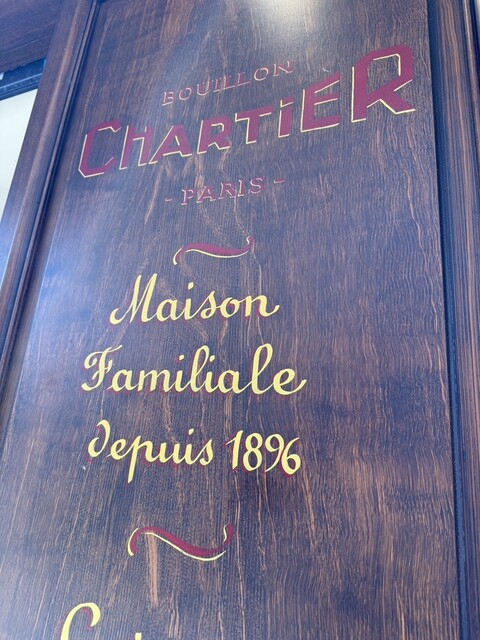 BOUILLON
CHARTiER
- PARIS -
Maison
Familiale
depuis 1896